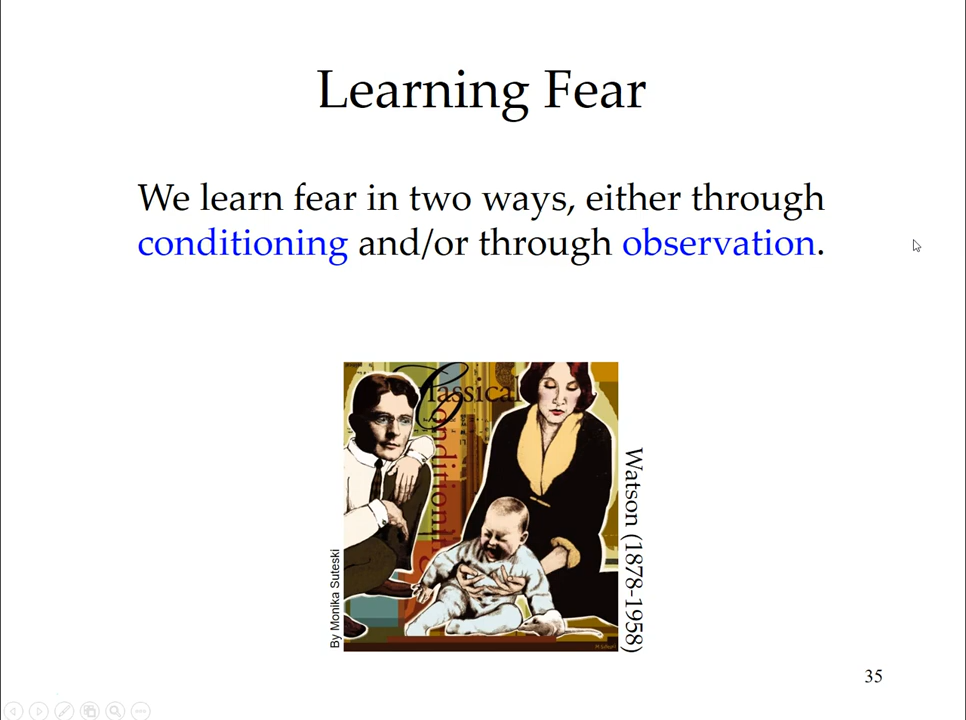 Learning Fear
We learn fear in two ways, either through
conditioning and/or through observation.
Classical
By Monika Suteski
Watson (1878-1958)
35